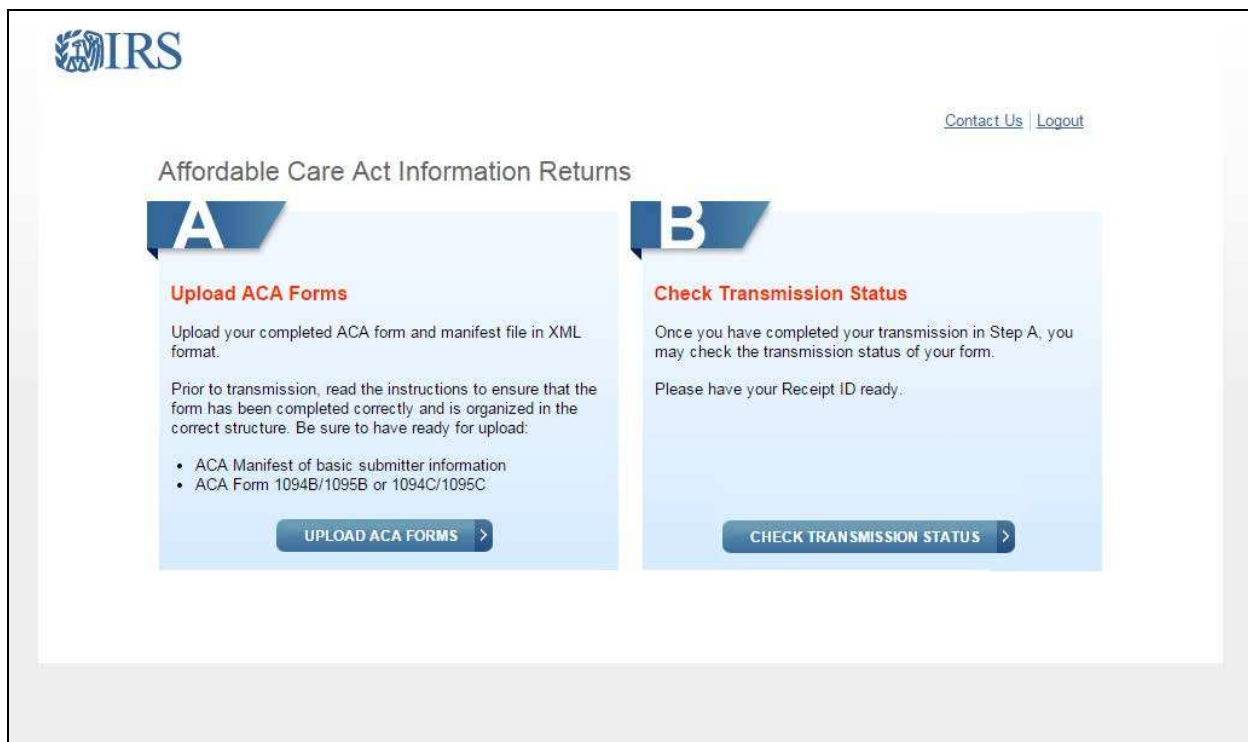 IRS
Contact Us | Logout
Affordable Care Act Information Returns
A
Upload ACA Forms
Upload your completed ACA form and manifest file in XML
format.
Prior to transmission, read the instructions to ensure that the
form has been completed correctly and is organized in the
correct structure. Be sure to have ready for upload:
• ACA Manifest of basic submitter information
• ACA Form 1094B/1095B or 1094C/1095C
UPLOAD ACA FORMS >
B
Check Transmission Status
Once you have completed your transmission in Step A, you
may check the transmission status of your form.
Please have your Receipt ID ready.
CHECK TRANSMISSION STATUS >